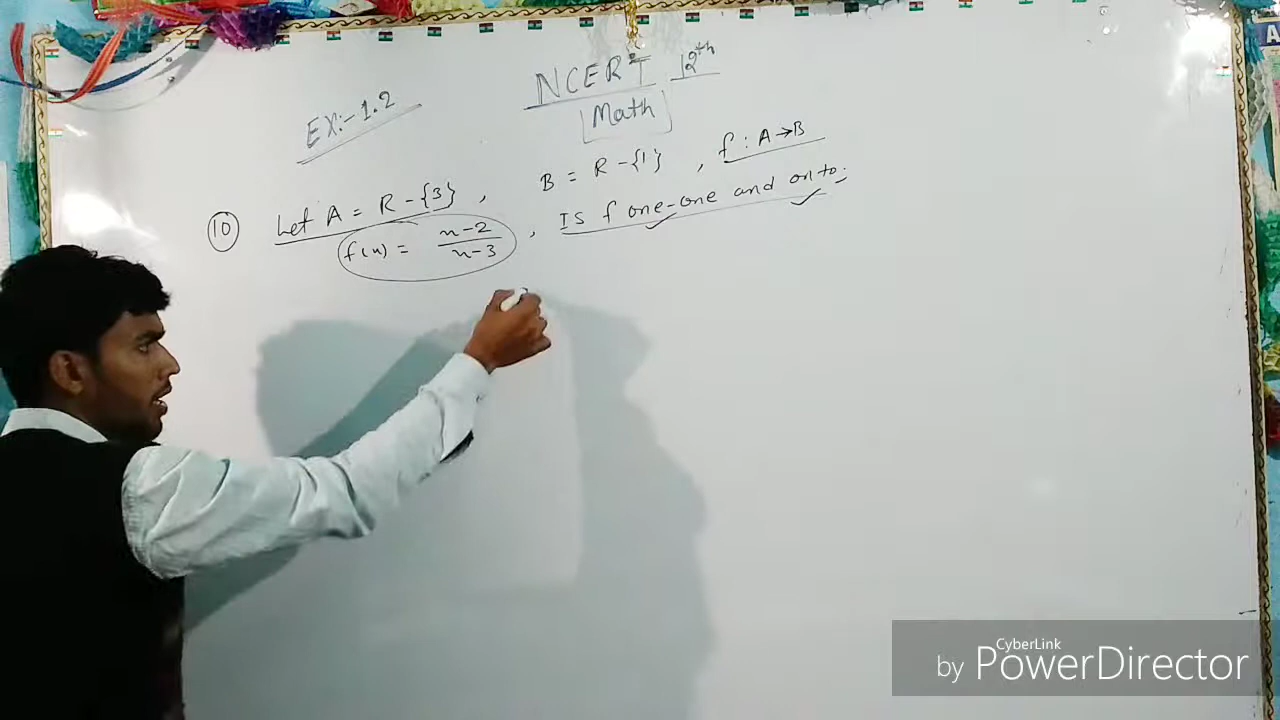 NCERT 12th
Math
EX:- 1.2
10 Let A = R - {3} , B = R - {1} , f : A → B
f(x) = x-2/x-3 , IS f one-one and onto.
A
CyberLink
by PowerDirector